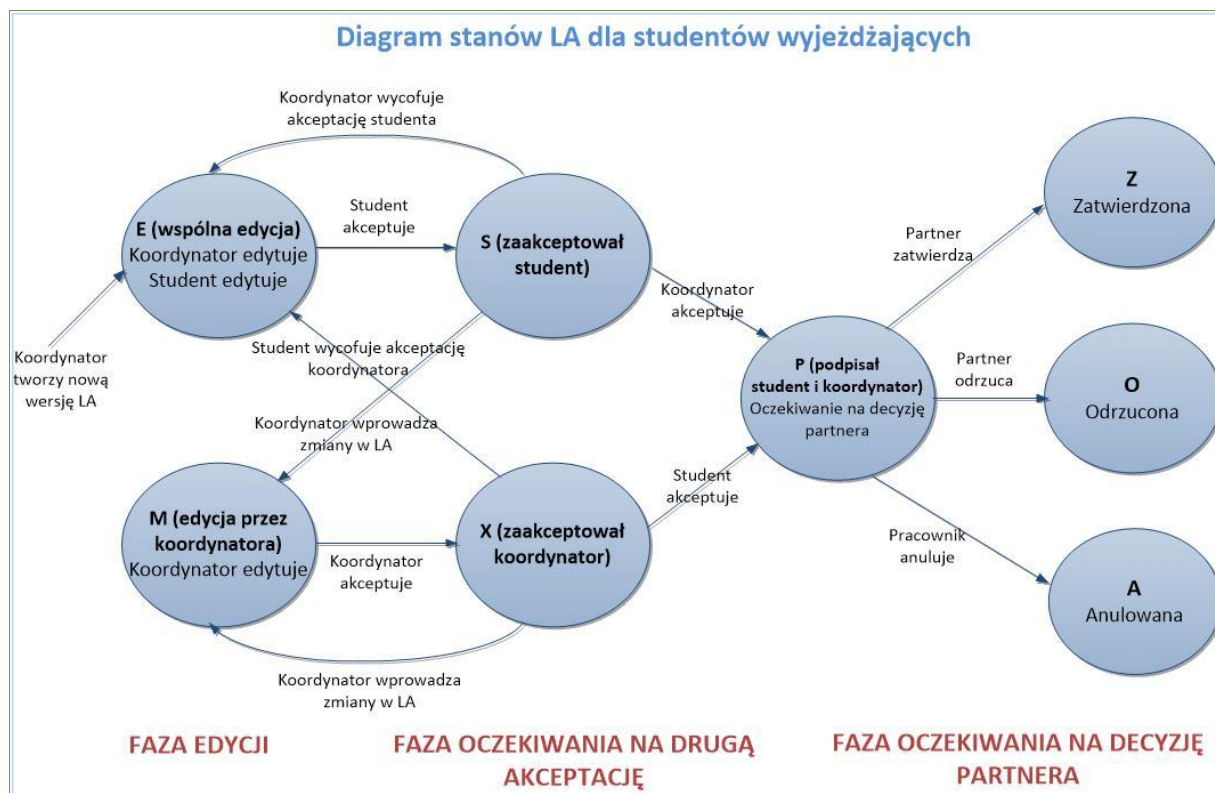 Diagram stanów LA dla studentów wyjeżdżających
Koordynator wycofuje
akceptację studenta
E (wspólna edycja)
Koordynator edytuje
Student edytuje
Student
akceptuje
S (zaakceptował
student)
Koordynator
tworzy nową
wersję LA
Student wycofuje akceptację
koordynatora
Koordynator wprowadza
zmiany w LA
M (edycja przez
koordynatora)
Koordynator edytuje
Koordynator
akceptuje
X (zaakceptował
koordynator)
Koordynator wprowadza
zmiany w LA
Koordynator
akceptuje
Student
akceptuje
P (podpisał
student i koordynator)
Oczekiwanie na decyzję
partnera
Partner
zatwierdza
Z
Zatwierdzona
Partner
odrzuca
O
Odrzucona
Pracownik
anuluje
A
Anulowana
FAZA EDYCJI
FAZA OCZEKIWANIA NA DRUGĄ
AKCEPTACJĘ
FAZA OCZEKIWANIA NA DECYZJĘ
PARTNERA